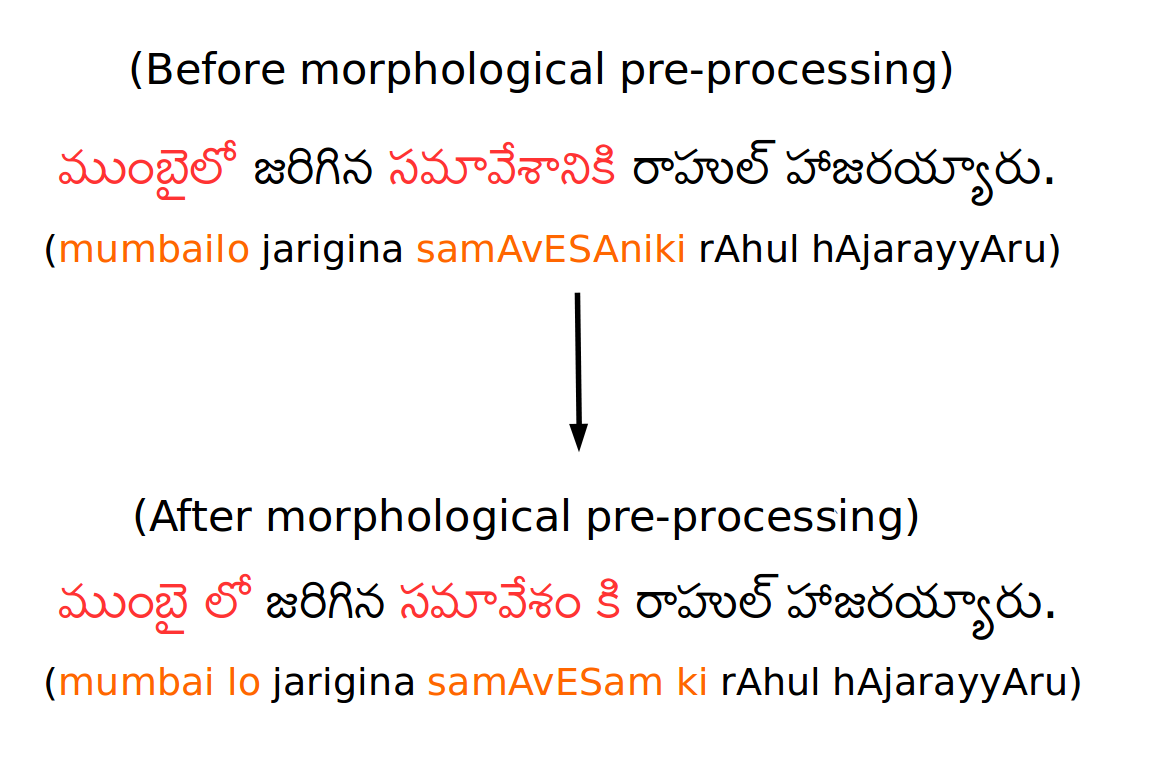 (Before morphological pre-processing)
ముంబైలో జరిగిన సమావేశానికి రాహుల్ హాజరయ్యారు.
(mumbailo jarigina samAvESAniki rAhul hAjarayyAru)
(After morphological pre-processing)
ముంబై లో జరిగిన సమావేశం కి రాహుల్ హాజరయ్యారు.
(mumbai lo jarigina samAvESam ki rAhul hAjarayyAru)